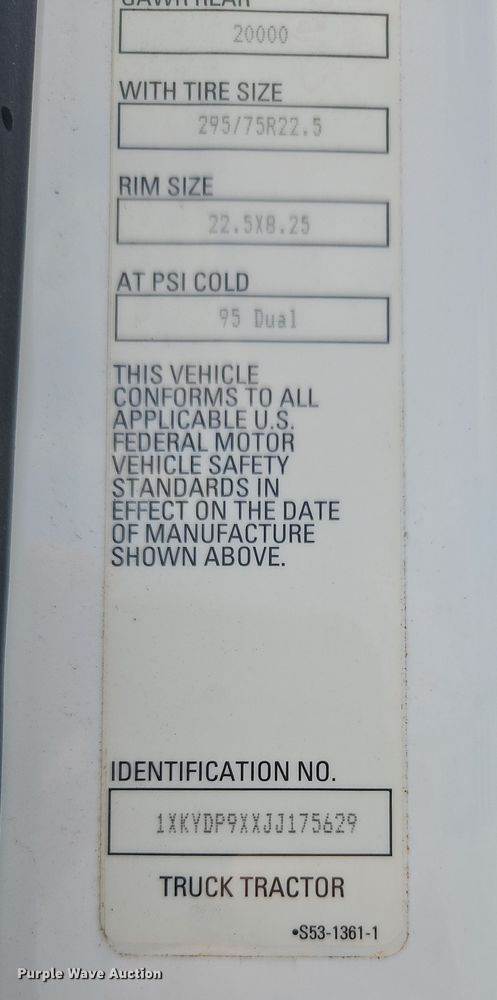 GAWR REAR
20000
WITH TIRE SIZE
295/75R22.5
RIM SIZE
22.5X8.25
AT PSI COLD
95 Dual
THIS VEHICLE
CONFORMS TO ALL
APPLICABLE U.S.
FEDERAL MOTOR
VEHICLE SAFETY
STANDARDS IN
EFFECT ON THE DATE
OF MANUFACTURE
SHOWN ABOVE.
IDENTIFICATION NO.
1XKYDP9XXJJ175629
TRUCK TRACTOR
•S53-1361-1
Purple Wave Auction